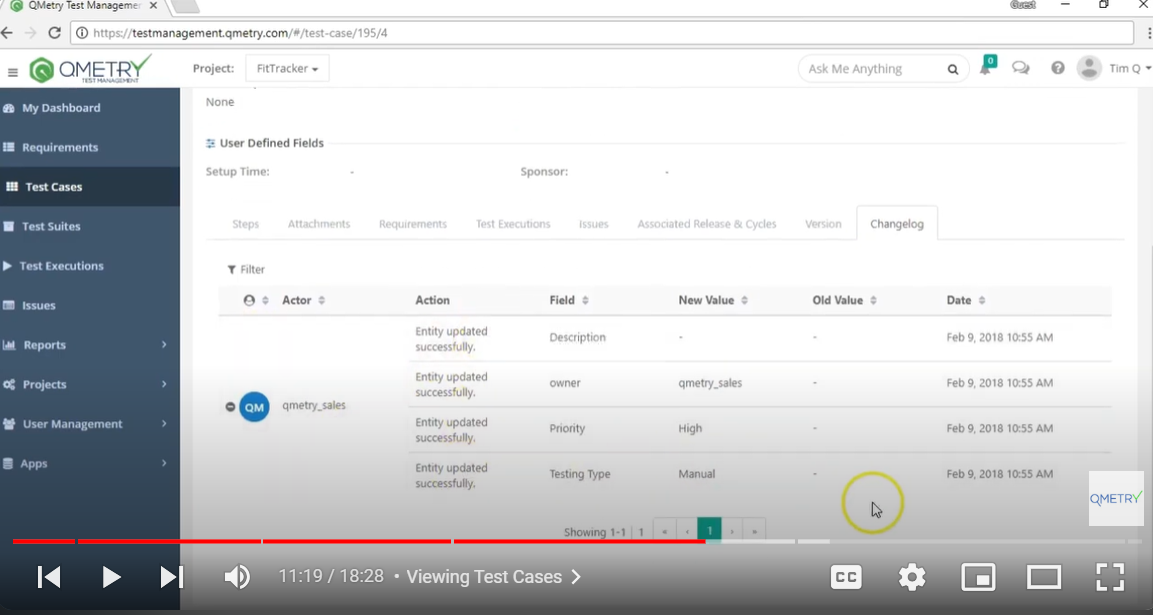 QMetry Test Managemer
Guest
https://testmanagement.qmetry.com/#/test-case/195/4
QMETRY
TEST MANAGEMENT
Project: FitTracker
Ask Me Anything
0
Tim Q
My Dashboard
Requirements
Test Cases
Test Suites
Test Executions
Issues
Reports
Projects
User Management
Apps
None
User Defined Fields
Setup Time: - Sponsor: -
Steps Attachments Requirements Test Executions Issues Associated Release & Cycles Version Changelog
Filter
Actor Action Field New Value Old Value Date
QM qmetry_sales
Entity updated successfully. Description - - Feb 9, 2018 10:55 AM
Entity updated successfully. owner qmetry_sales - Feb 9, 2018 10:55 AM
Entity updated successfully. Priority High - Feb 9, 2018 10:55 AM
Entity updated successfully. Testing Type Manual - Feb 9, 2018 10:55 AM
Showing 1-1 | 1 « ‹ 1 › »
QMETRY
11:19 / 18:28 • Viewing Test Cases
CC